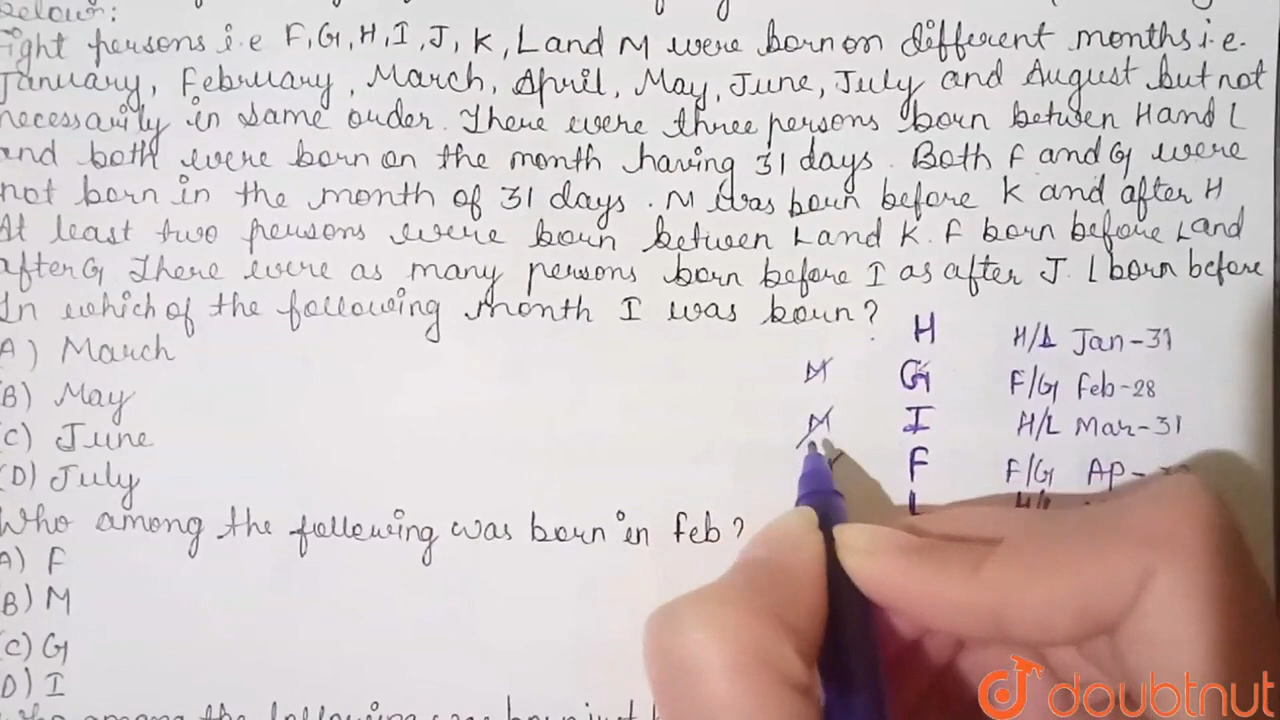 Below:
Eight persons i.e F, G, H, I, J, K, L and M were born on different months i.e.
January, February, March, April, May, June, July and August but not
necessarily in same order. There were three persons born betwen H and L
and both were born on the month having 31 days. Both F and G were
not born in the month of 31 days. M was born before K and after H
At least two persons were born between L and K. F born before L and
after G. There were as many persons born before I as after J. L born before
In which of the following month I was born?
A) March
(B) May
(C) June
(D) July
Who among the following was born in feb?
A) F
(B) M
(C) G
D) I
H H/L Jan-31
M G F/G feb-28
M I H/L Mar-31
F F/G AP-
L H/L
doubtnut